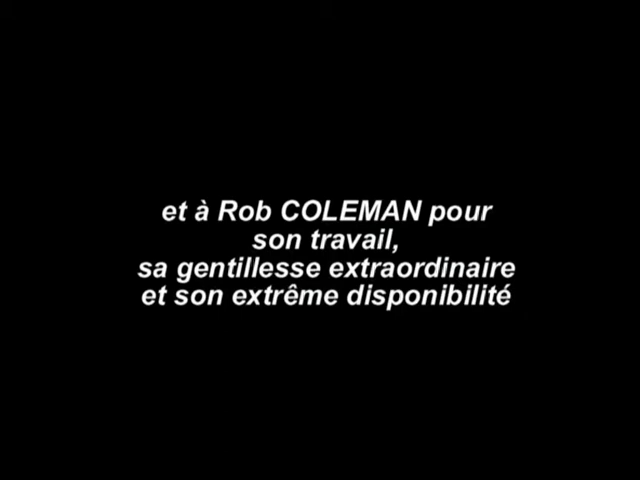 et à Rob COLEMAN pour
son travail,
sa gentillesse extraordinaire
et son extrême disponibilité